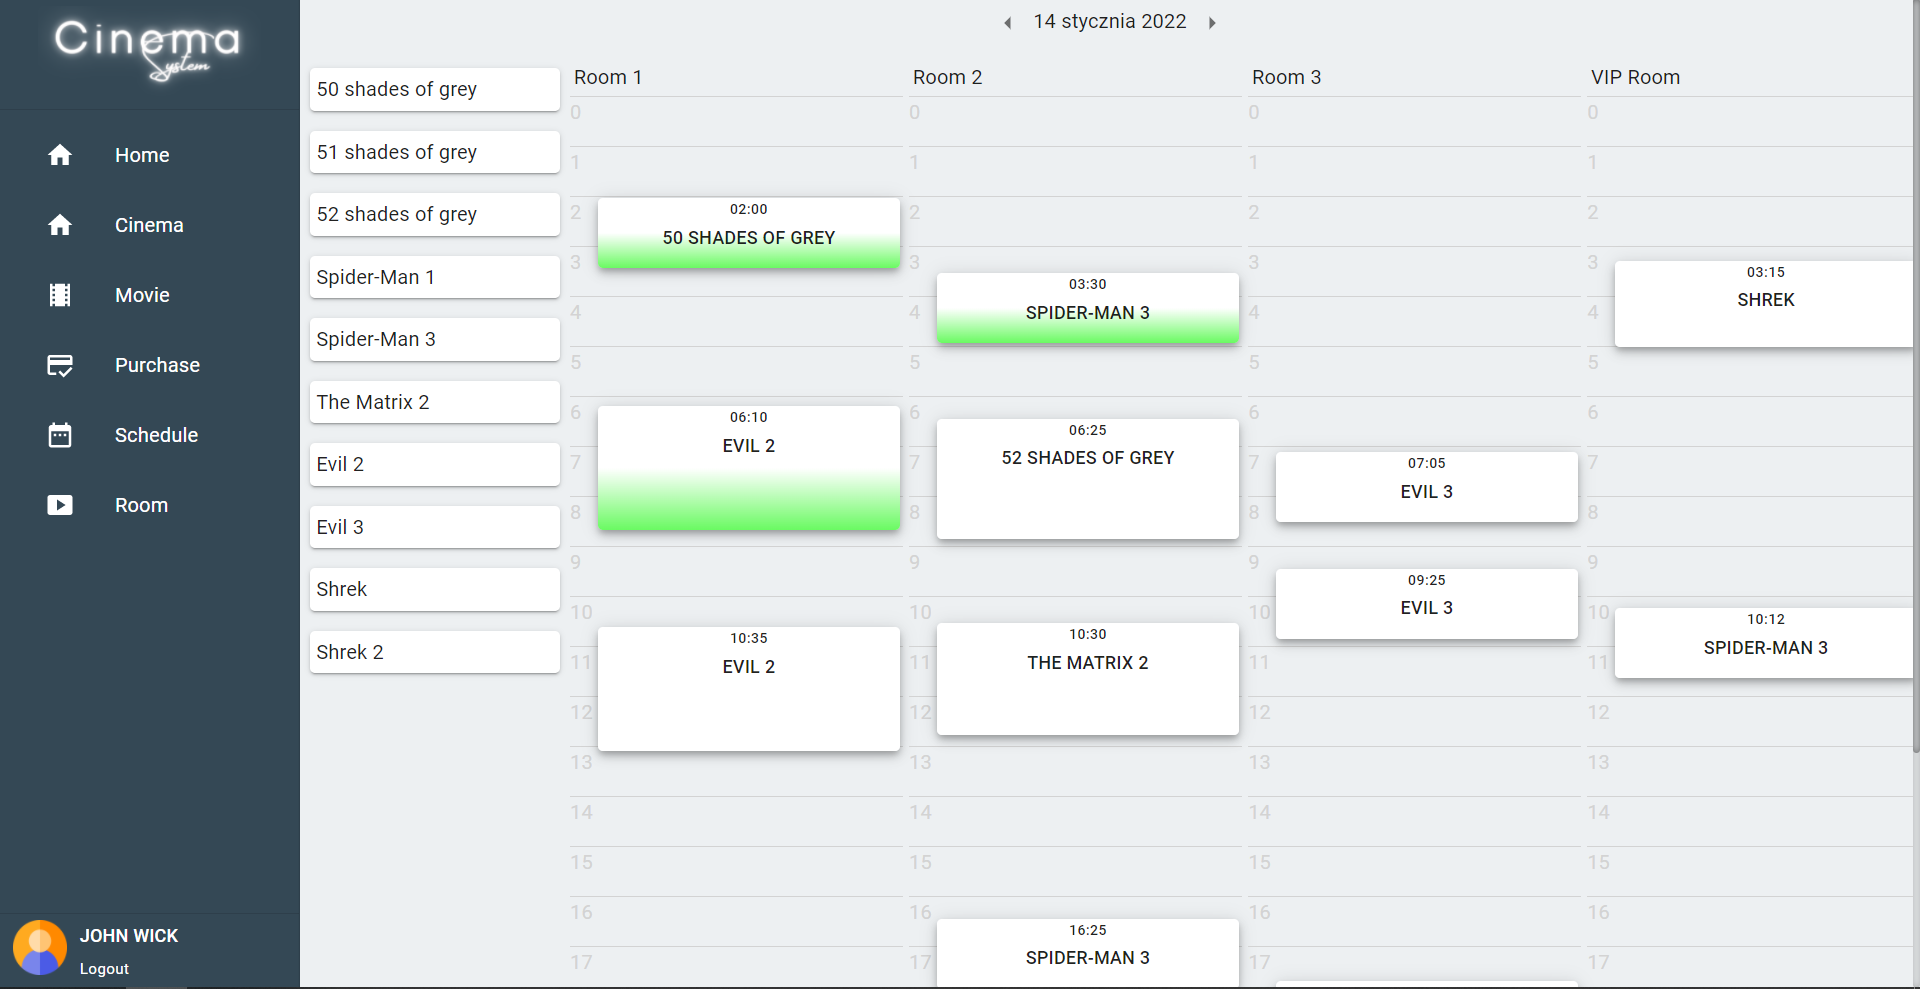 Cinema
System
Home
Cinema
Movie
Purchase
Schedule
Room
JOHN WICK
Logout
14 stycznia 2022
50 shades of grey
51 shades of grey
52 shades of grey
Spider-Man 1
Spider-Man 3
The Matrix 2
Evil 2
Evil 3
Shrek
Shrek 2
Room 1
0
1
2
02:00
50 SHADES OF GREY
3
4
5
6
06:10
EVIL 2
7
8
9
10
10:35
EVIL 2
11
12
13
14
15
16
17
Room 2
0
1
2
3
03:30
SPIDER-MAN 3
4
5
6
06:25
52 SHADES OF GREY
7
8
9
10
10:30
THE MATRIX 2
11
12
13
14
15
16
16:25
SPIDER-MAN 3
17
Room 3
0
1
2
3
4
5
6
7
07:05
EVIL 3
8
9
09:25
EVIL 3
10
11
12
13
14
15
16
17
VIP Room
0
1
2
3
03:15
SHREK
4
5
6
7
8
9
10
10:12
SPIDER-MAN 3
11
12
13
14
15
16
17